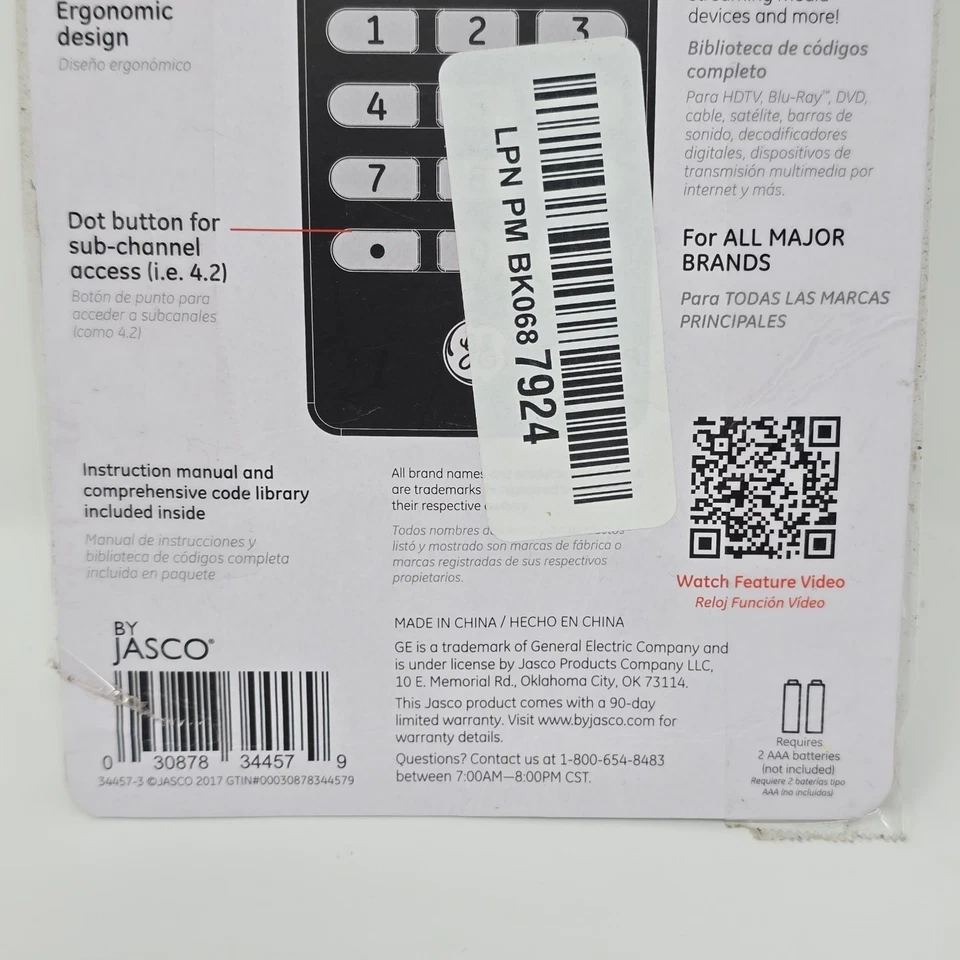 Ergonomic
design
Diseño ergonómico
Dot button for
sub-channel
access (i.e. 4.2)
Botón de punto para
acceder a subcanales
(como 4.2)
Instruction manual and
comprehensive code library
included inside
Manual de instrucciones y
biblioteca de códigos completa
incluida en paquete
BY
JASCO®
0 30878 34457 9
34457-3 ©JASCO 2017 GTIN#00030878344579
1 2 3
4
7
•
LPN PM BK068 7924
All brand names
are trademarks
their respective
Todos nombres
listó y mostrado son marcas de fábrica o
marcas registradas de sus respectivos
propietarios.
MADE IN CHINA / HECHO EN CHINA
GE is a trademark of General Electric Company and
is under license by Jasco Products Company LLC,
10 E. Memorial Rd., Oklahoma City, OK 73114.
This Jasco product comes with a 90-day
limited warranty. Visit www.byjasco.com for
warranty details.
Questions? Contact us at 1-800-654-8483
between 7:00AM—8:00PM CST.
devices and more!
Biblioteca de códigos
completo
Para HDTV, Blu-Ray™, DVD,
cable, satélite, barras de
sonido, decodificadores
digitales, dispositivos de
transmisión multimedia por
internet y más.
For ALL MAJOR
BRANDS
Para TODAS LAS MARCAS
PRINCIPALES
Watch Feature Video
Reloj Función Vídeo
Requires
2 AAA batteries
(not included)
Requiere 2 baterías tipo
AAA (no incluidas)